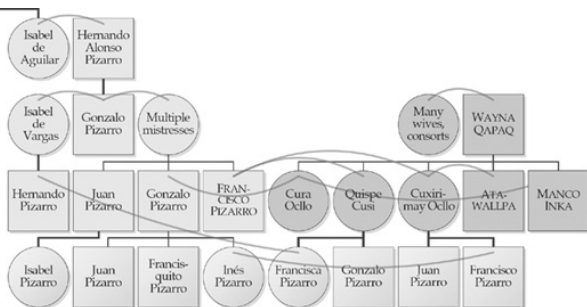 Isabel
de
Aguilar
Hernando
Alonso
Pizarro
Isabel
de
Vargas
Gonzalo
Pizarro
Multiple
mistresses
Many
wives,
consorts
WAYNA
QAPAQ
Hernando
Pizarro
Juan
Pizarro
Gonzalo
Pizarro
FRAN-
CISCO
PIZARRO
Cura
Ocllo
Quispe
Cusi
Cuxiri-
may Ocllo
ATA-
WALLPA
MANCO
INKA
Isabel
Pizarro
Juan
Pizarro
Francis-
quito
Pizarro
Inés
Pizarro
Francisca
Pizarro
Gonzalo
Pizarro
Juan
Pizarro
Francisco
Pizarro